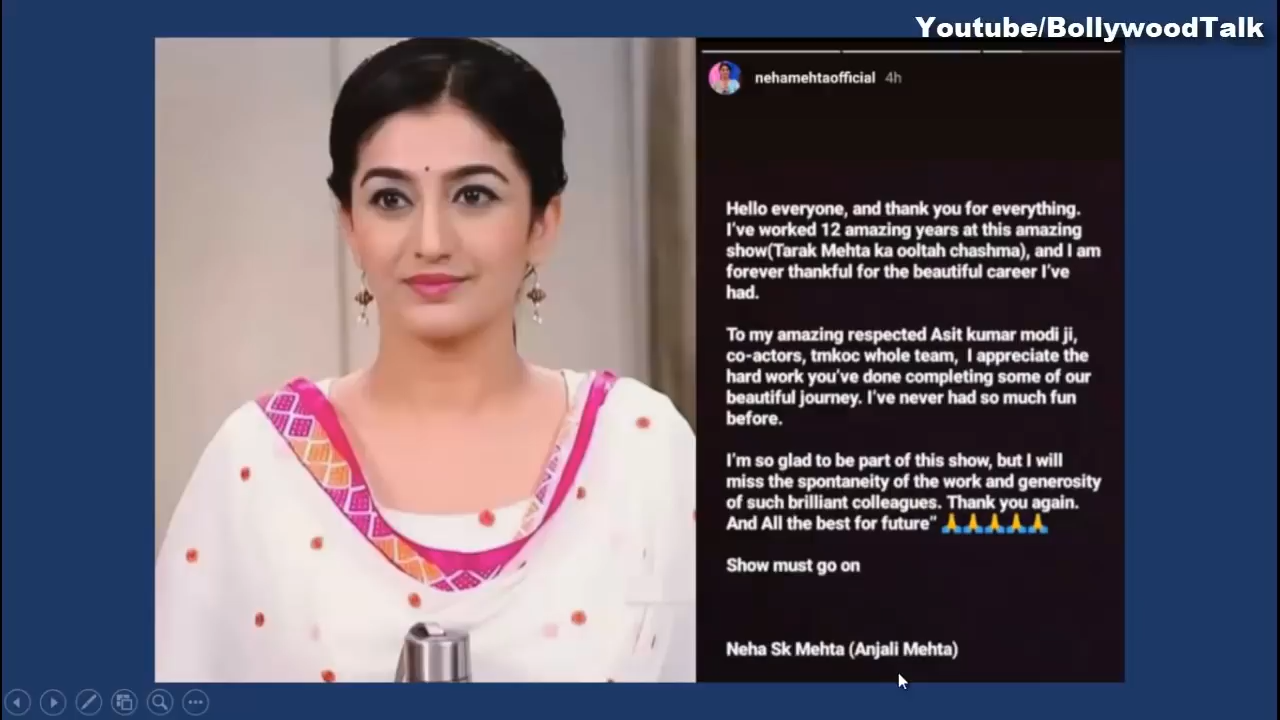 Youtube/BollywoodTalk
nehamehtaofficial 4h
Hello everyone, and thank you for everything.
I've worked 12 amazing years at this amazing
show(Tarak Mehta ka ooltah chashma), and I am
forever thankful for the beautiful career I've
had.
To my amazing respected Asit kumar modi ji,
co-actors, tmkoc whole team, I appreciate the
hard work you've done completing some of our
beautiful journey. I've never had so much fun
before.
I'm so glad to be part of this show, but I will
miss the spontaneity of the work and generosity
of such brilliant colleagues. Thank you again.
And All the best for future" 🙏🙏🙏🙏🙏
Show must go on
Neha Sk Mehta (Anjali Mehta)